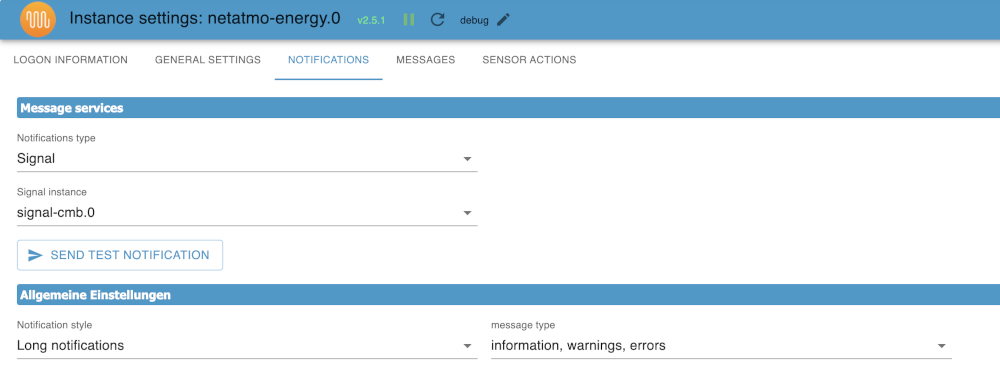 Instance settings: netatmo-energy.0 v2.5.1 debug
LOGON INFORMATION GENERAL SETTINGS NOTIFICATIONS MESSAGES SENSOR ACTIONS
Message services
Notifications type
Signal
Signal instance
signal-cmb.0
SEND TEST NOTIFICATION
Allgemeine Einstellungen
Notification style message type
Long notifications information, warnings, errors